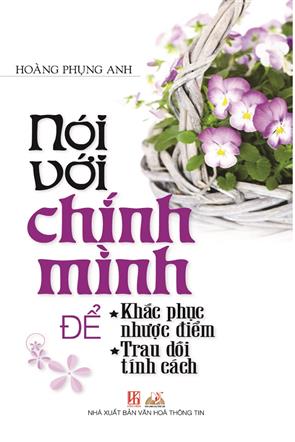 HOÀNG PHỤNG ANH
Nói
với
chính
mình
ĐỂ
★ Khắc phục
nhược điểm
★ Trau dồi
tính cách
NHÀ XUẤT BẢN VĂN HOÁ THÔNG TIN